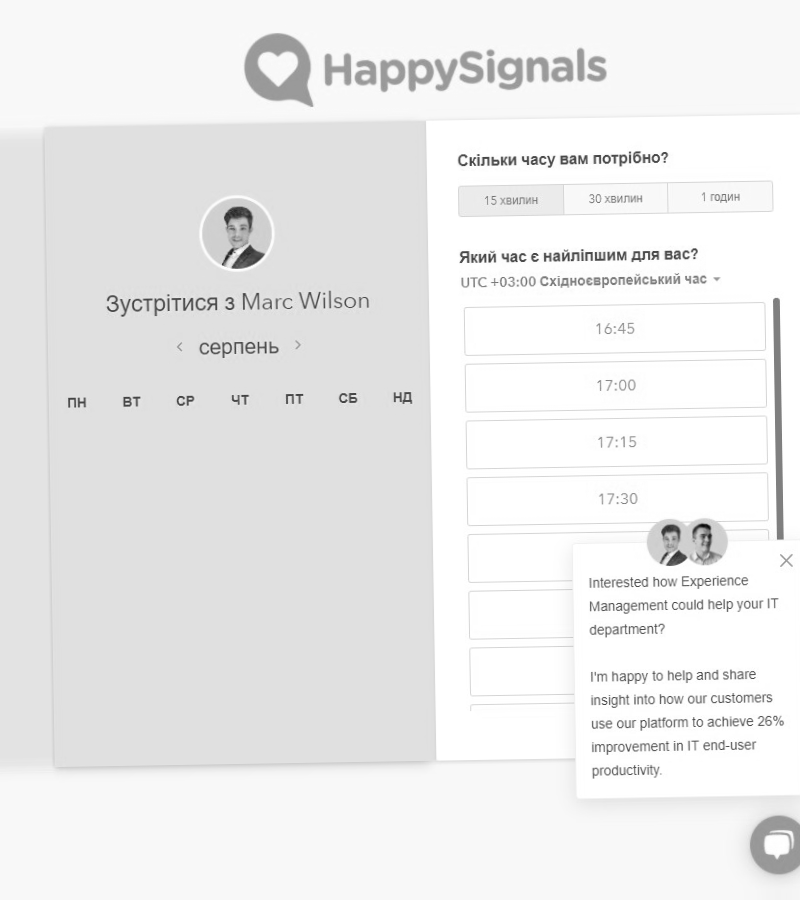 HappySignals
Зустрітися з Marc Wilson
серпень
ПН ВТ СР ЧТ ПТ СБ НД
Скільки часу вам потрібно?
15 хвилин 30 хвилин 1 годин
Який час є найліпшим для вас?
UTC +03:00 Східноєвропейський час
16:45
17:00
17:15
17:30
Interested how Experience
Management could help your IT
department?
I'm happy to help and share
insight into how our customers
use our platform to achieve 26%
improvement in IT end-user
productivity.